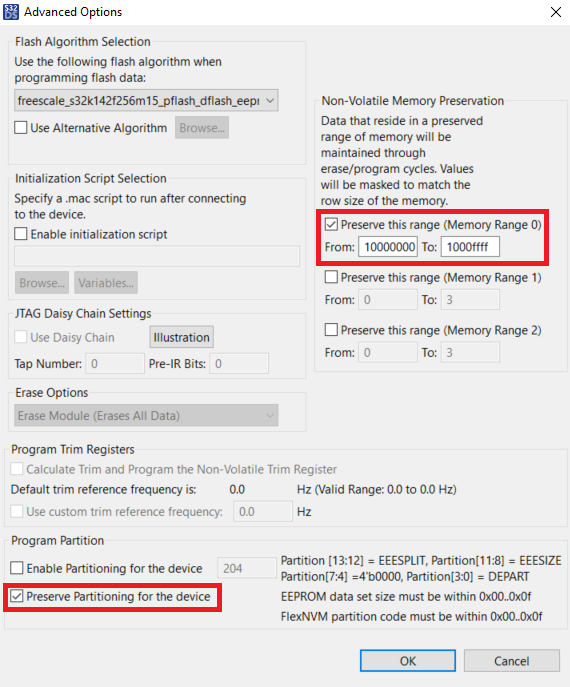 S32
DS
Advanced Options
Flash Algorithm Selection
Use the following flash algorithm when
programming flash data:
freescale_s32k142f256m15_pflash_dflash_eepr
Use Alternative Algorithm
Browse...
Initialization Script Selection
Specify a .mac script to run after connecting
to the device.
Enable initialization script
Browse...
Variables...
JTAG Daisy Chain Settings
Use Daisy Chain
Illustration
Tap Number:
0
Pre-IR Bits:
0
Erase Options
Erase Module (Erases All Data)
Non-Volatile Memory Preservation
Data that reside in a preserved
range of memory will be
maintained through
erase/program cycles. Values
will be masked to match the
row size of the memory.
Preserve this range (Memory Range 0)
From: 10000000 To: 1000ffff
Preserve this range (Memory Range 1)
From: 0 To: 3
Preserve this range (Memory Range 2)
From: 0 To: 3
Program Trim Registers
Calculate Trim and Program the Non-Volatile Trim Register
Default trim reference frequency is: 0.0 Hz (Valid Range: 0.0 to 0.0 Hz)
Use custom trim reference frequency: 0.0 Hz
Program Partition
Enable Partitioning for the device
204
Preserve Partitioning for the device
Partition [13:12] = EEESPLIT, Partition[11:8] = EEESIZE
Partition[7:4] =4'b0000, Partition[3:0] = DEPART
EEPROM data set size must be within 0x00..0x0f
FlexNVM partition code must be within 0x00..0x0f
OK
Cancel